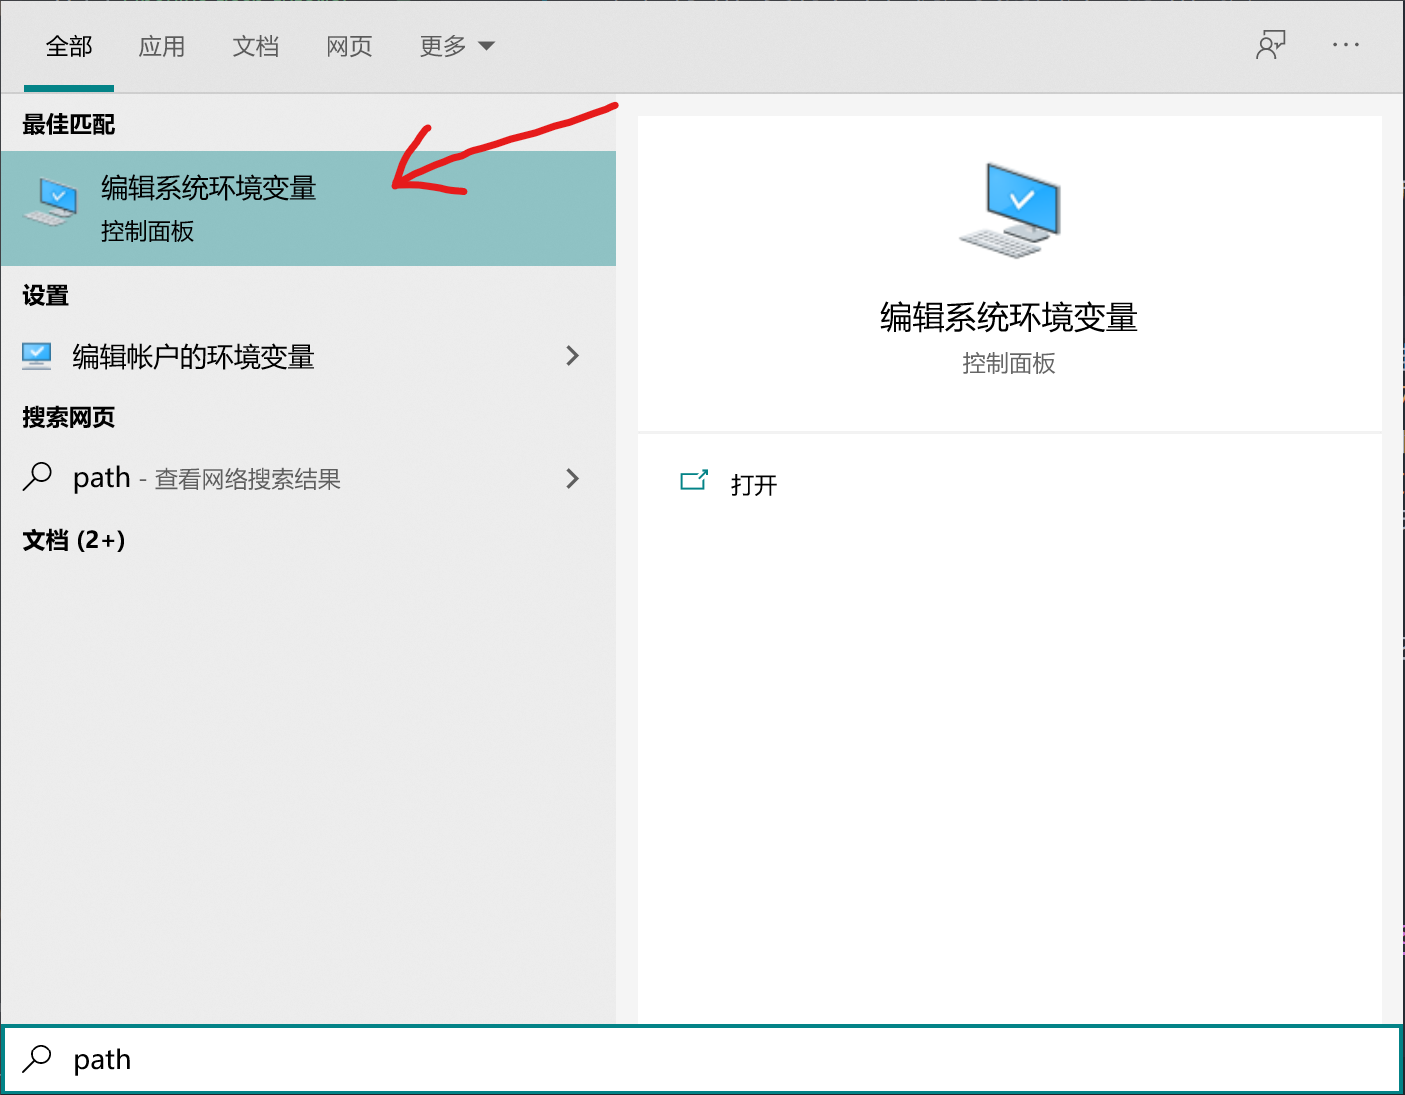 全部 应用 文档 网页 更多
最佳匹配
编辑系统环境变量
控制面板
设置
编辑帐户的环境变量
搜索网页
path - 查看网络搜索结果
文档 (2+)
编辑系统环境变量
控制面板
打开
path